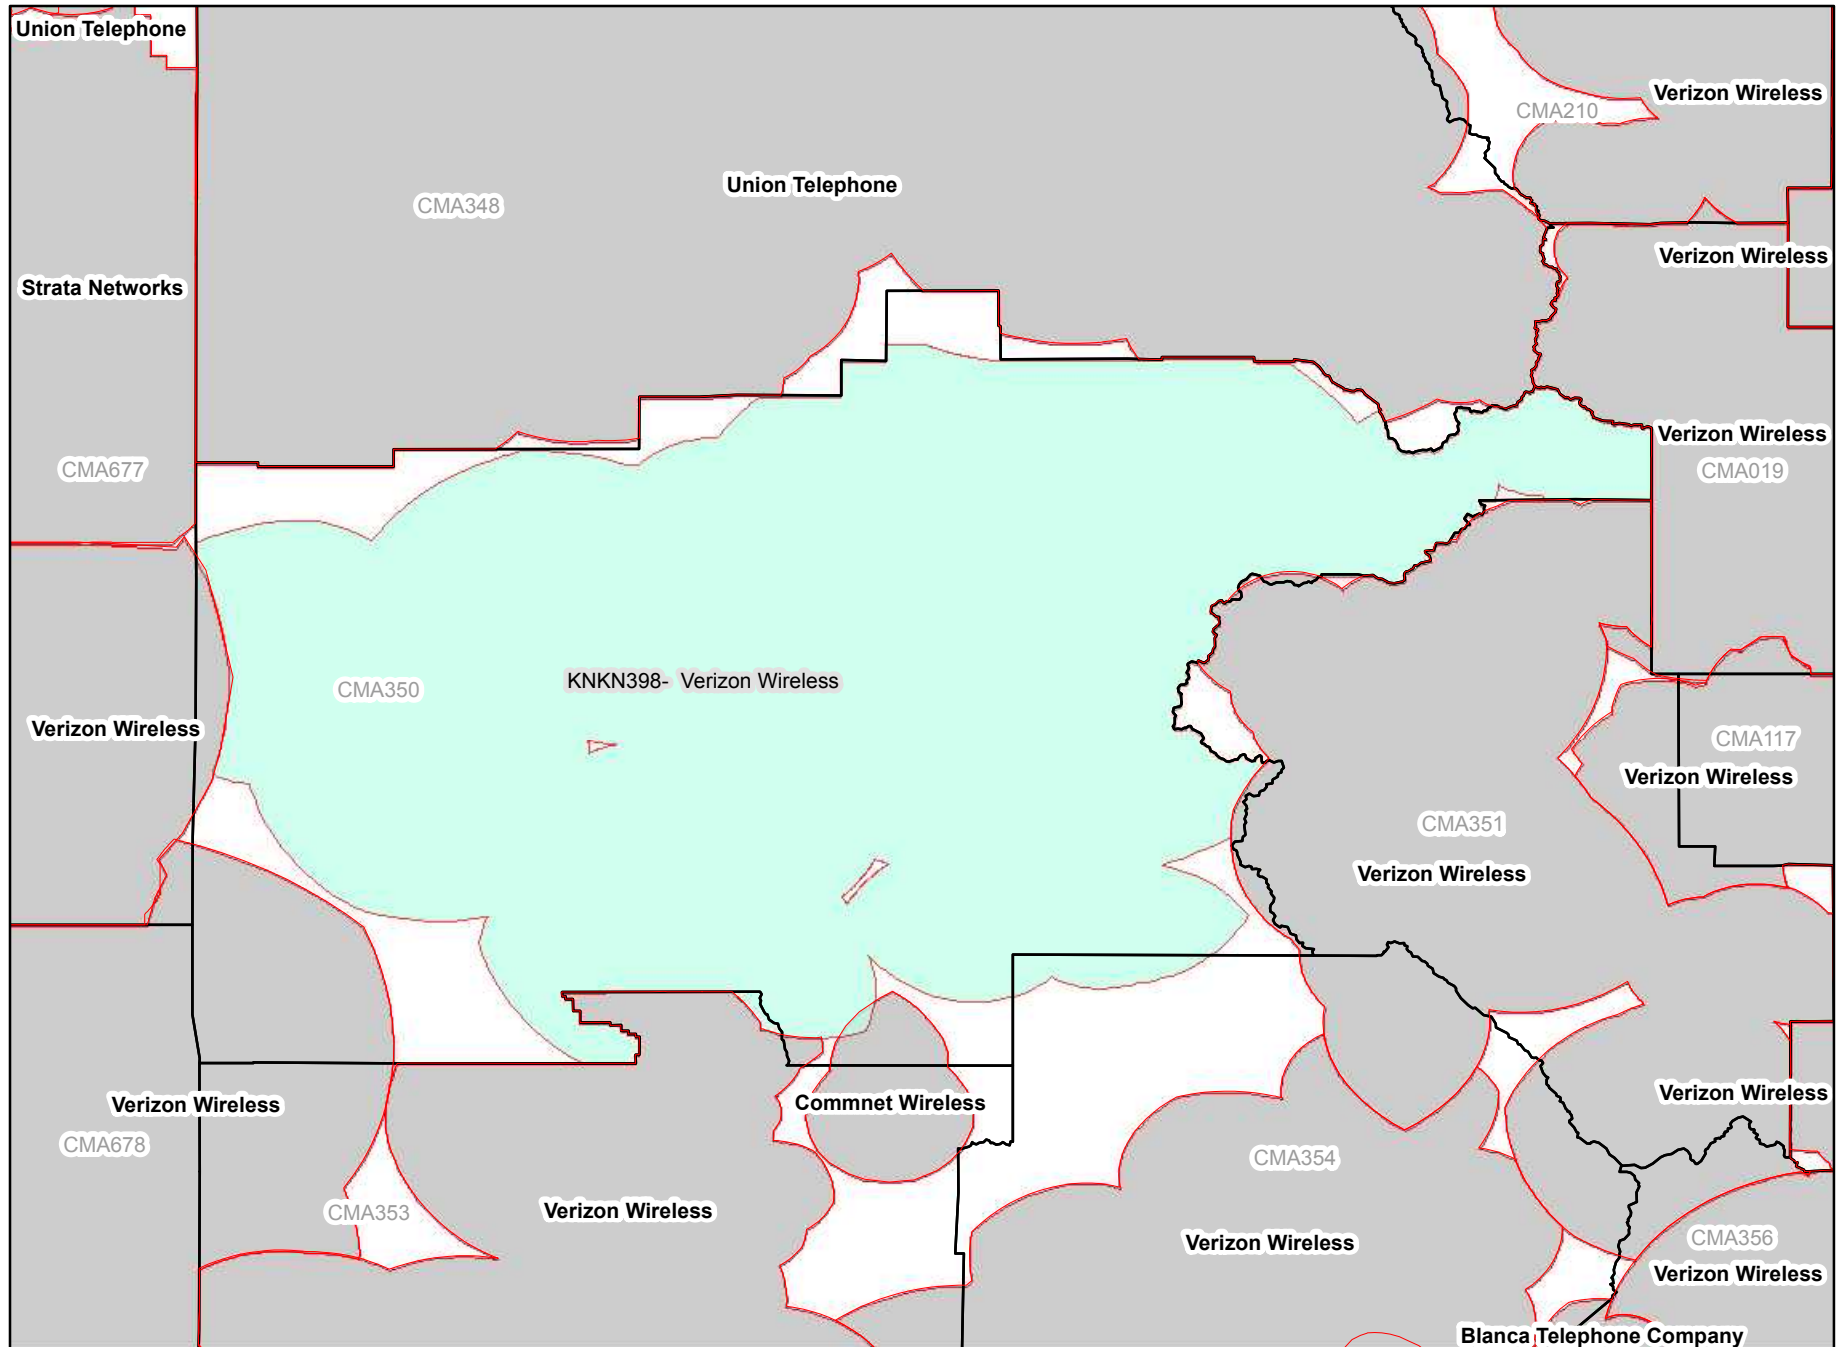 Union Telephone
Verizon Wireless
CMA210
Union Telephone
CMA348
Verizon Wireless
Strata Networks
Verizon Wireless
CMA677
CMA019
KNKN398-  Verizon Wireless
CMA350
Verizon Wireless
CMA117
Verizon Wireless
CMA351
Verizon Wireless
Verizon Wireless
Commnet Wireless
Verizon Wireless
CMA678
CMA354
CMA353
Verizon Wireless
Verizon Wireless
CMA356
Verizon Wireless
Blanca Telephone Company